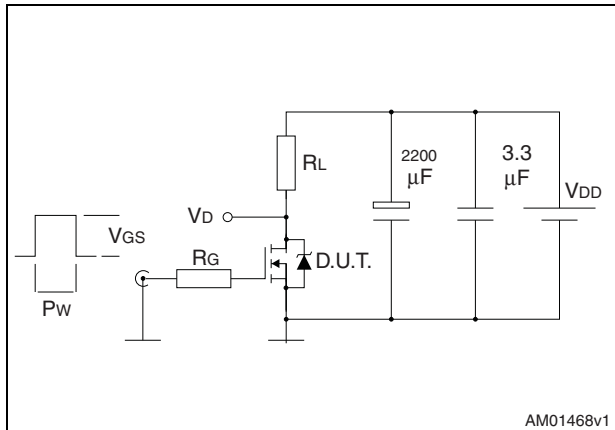 RL
2200
μF
3.3
μF
VDD
VD
VGS
RG
D.U.T.
PW
AM01468v1